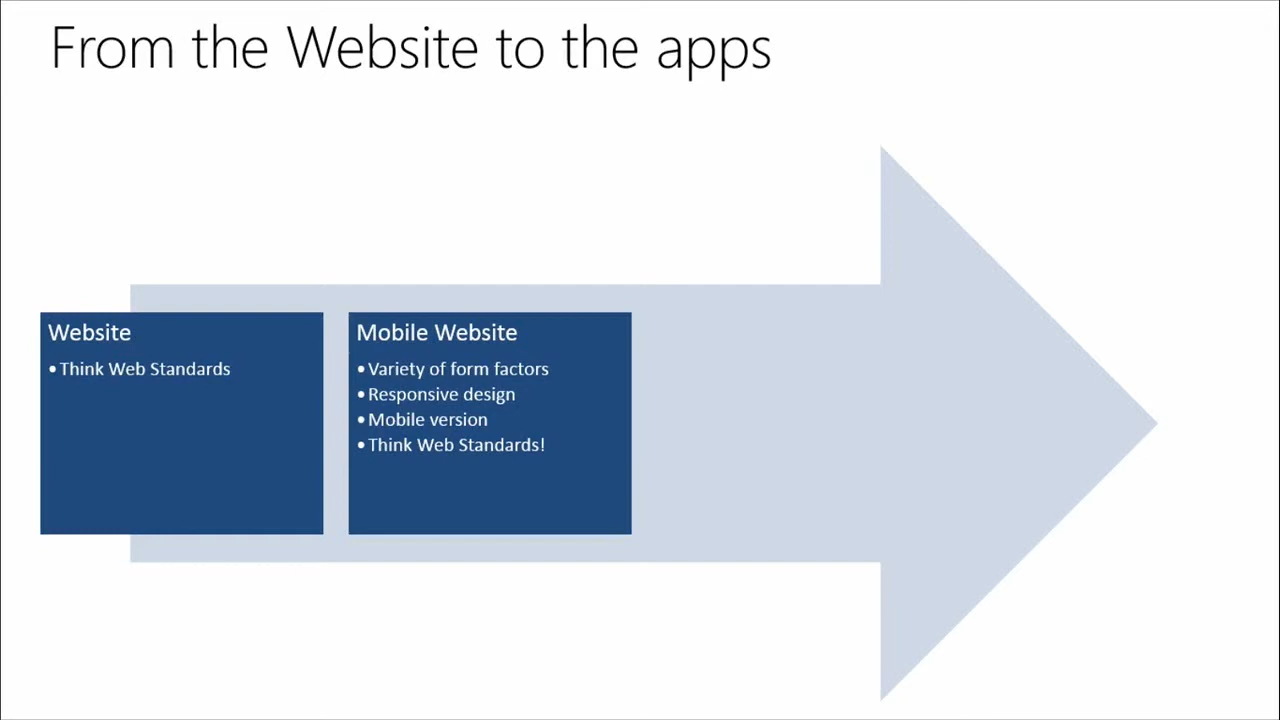 From the Website to the apps
Website
•Think Web Standards
Mobile Website
•Variety of form factors
•Responsive design
•Mobile version
•Think Web Standards!